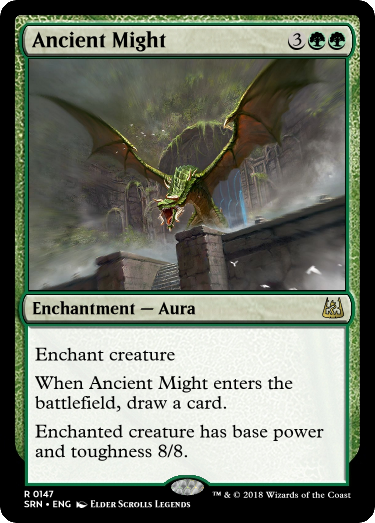 Ancient Might 3
Enchantment — Aura
Enchant creature
When Ancient Might enters the
battlefield, draw a card.
Enchanted creature has base power
and toughness 8/8.
R 0147
SRN • ENG Elder Scrolls Legends
™ & © 2018 Wizards of the Coast